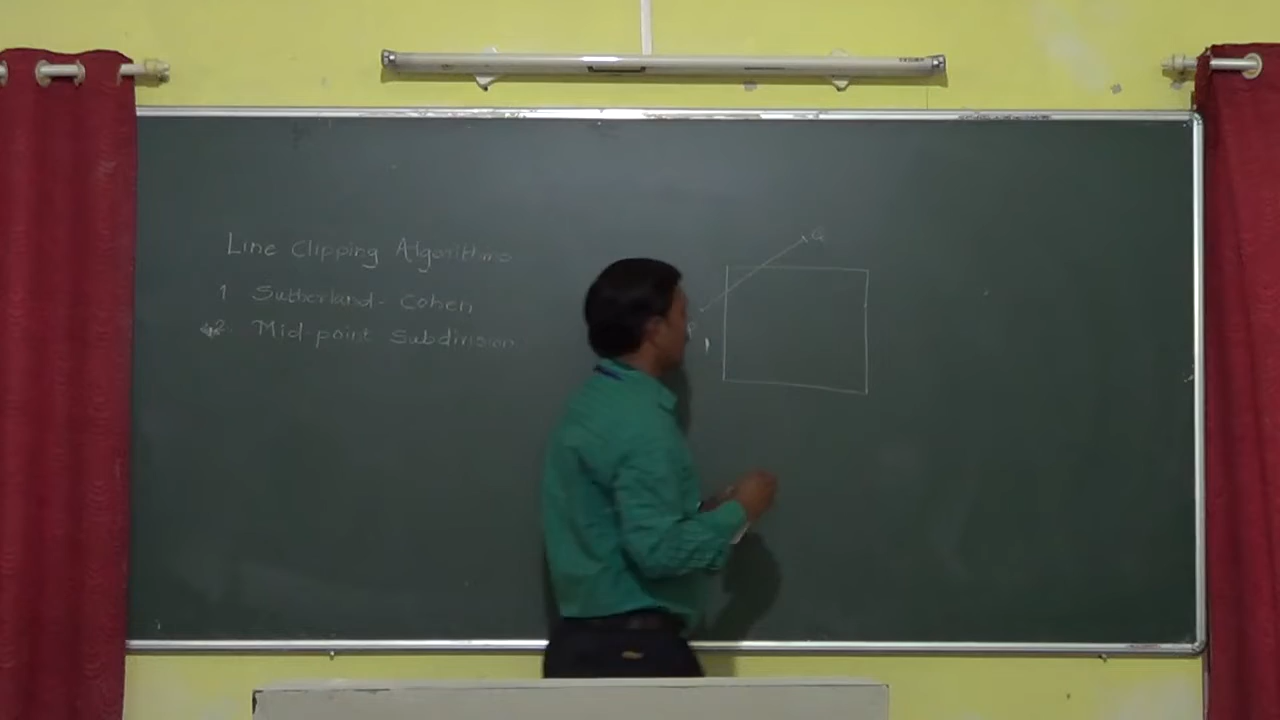 Line Clipping Algorithms
1 Sutherland-Cohen
2. Mid-point Subdivision
Q
P